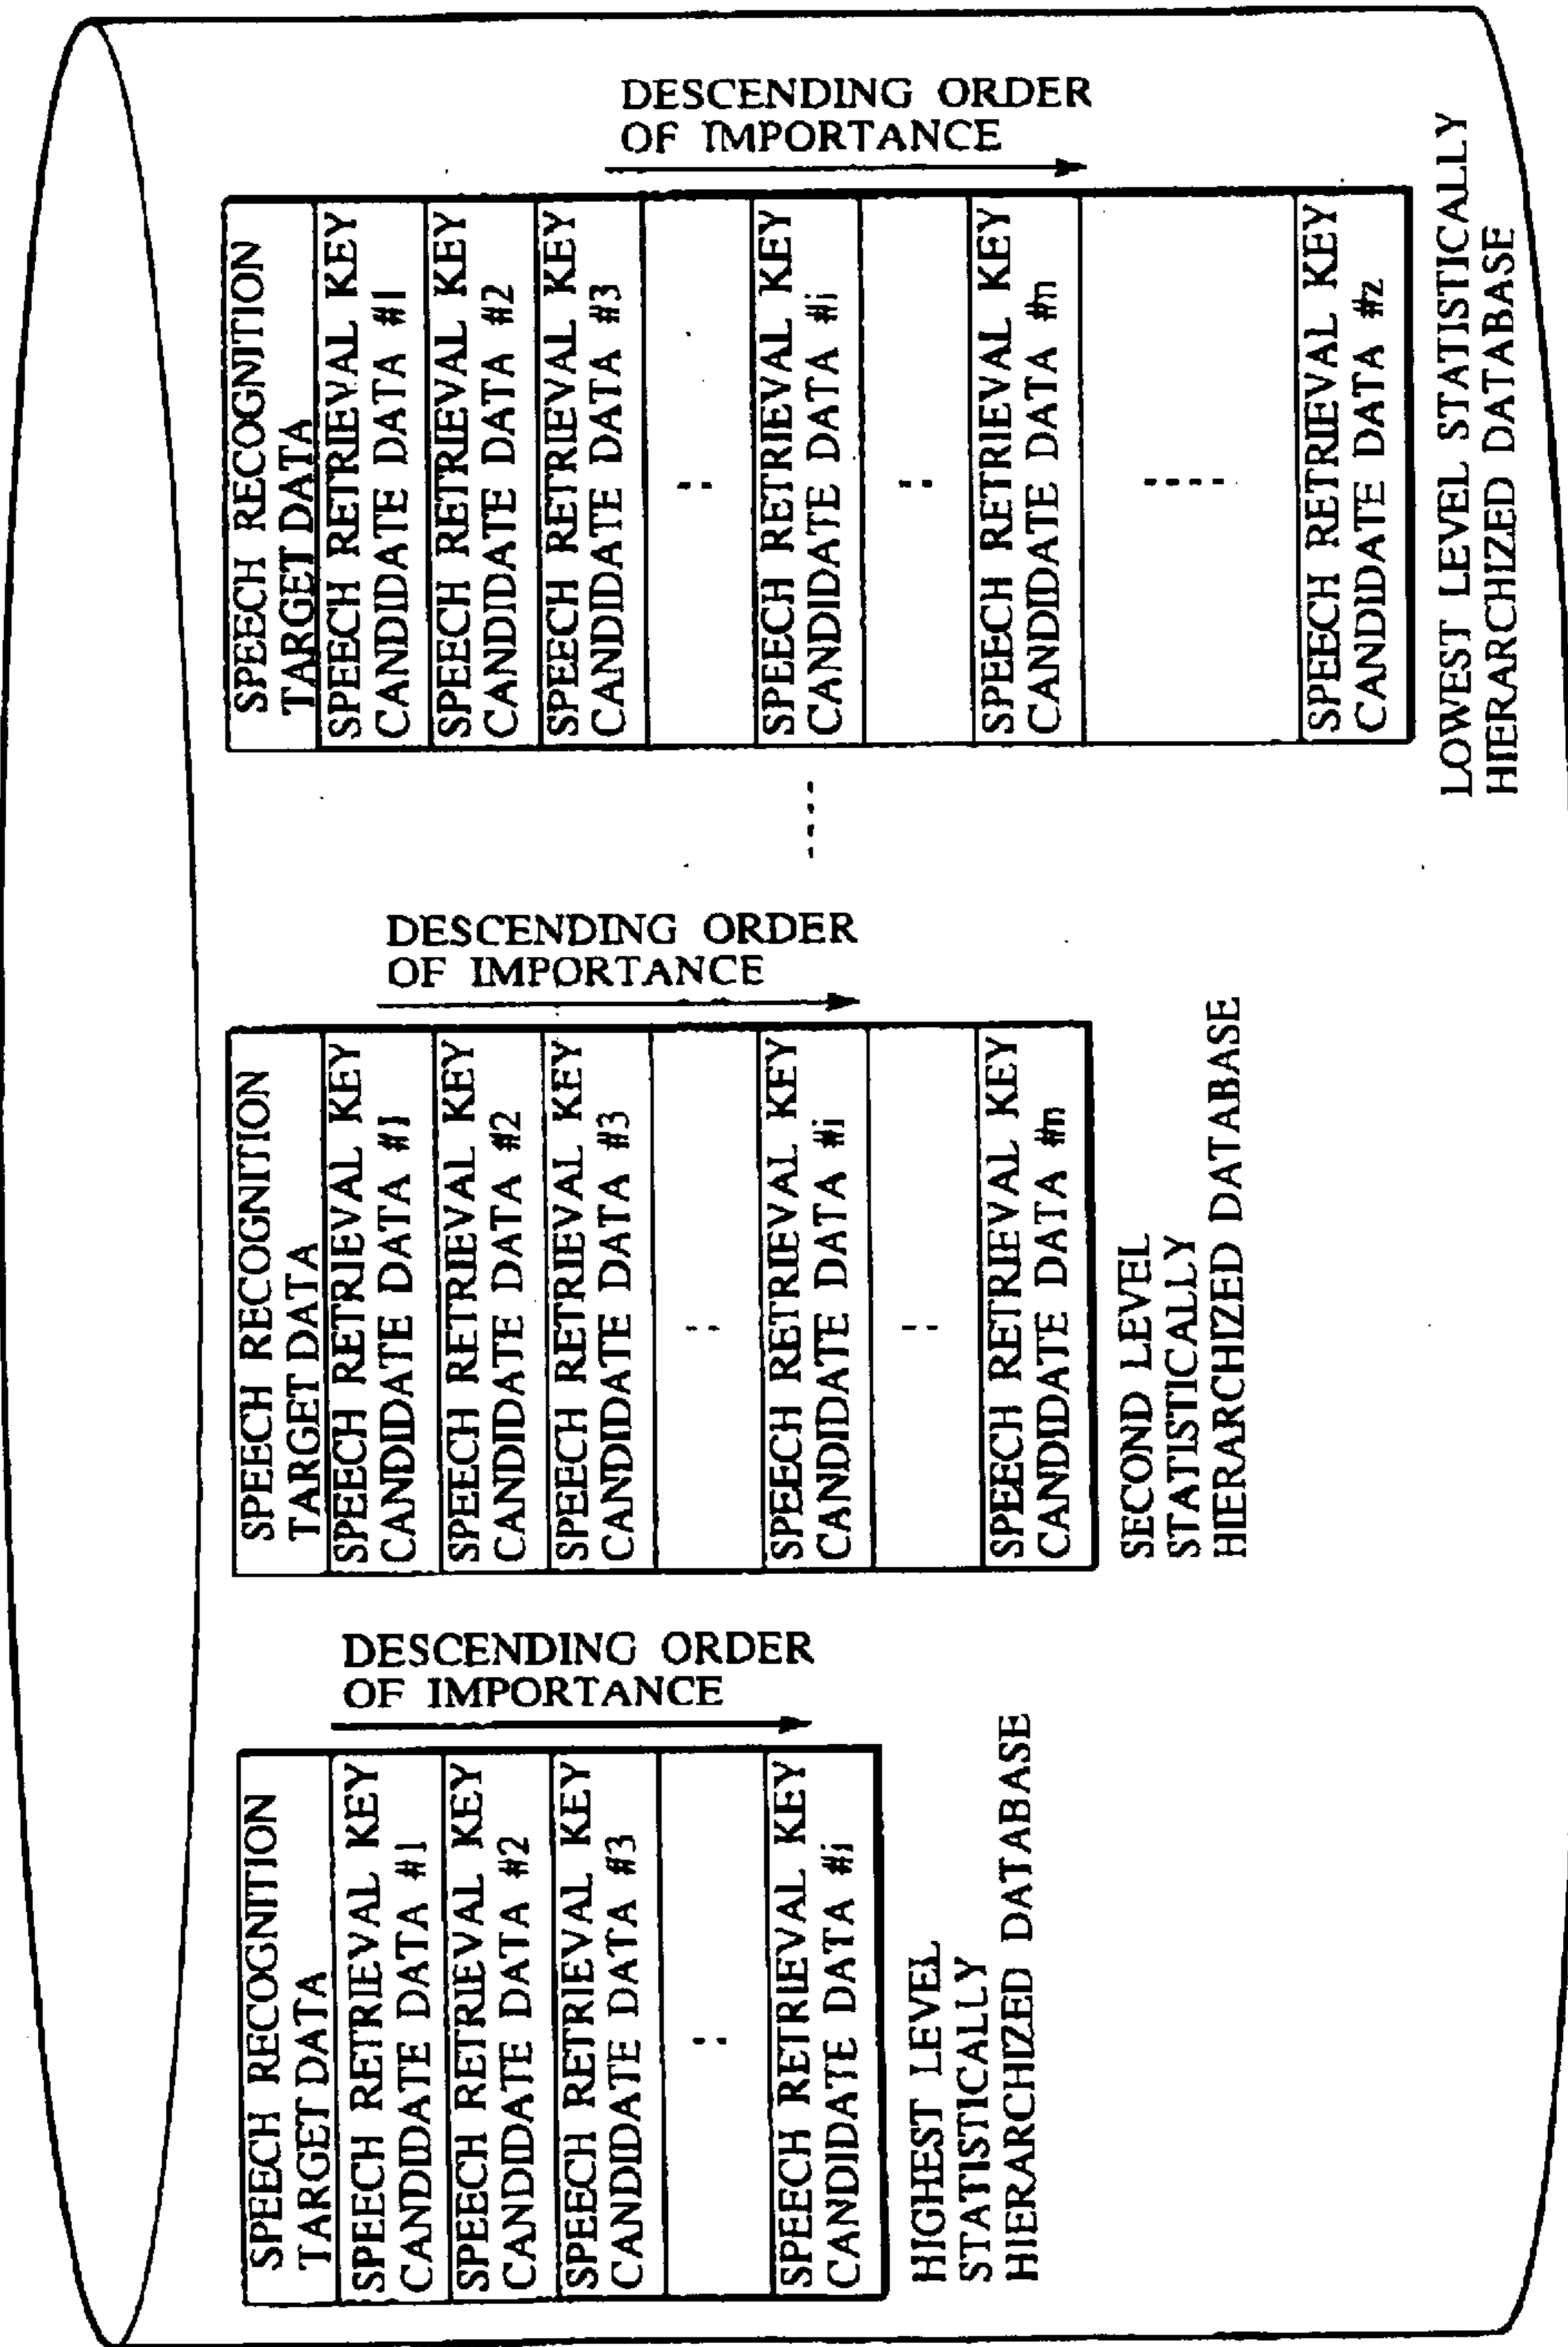 SPEECH RECOGNITION
TARGET DATA
SPEECH RETRIEVAL KEY
CANDIDATE DATA #1
SPEECH RETRIEVAL KEY
CANDIDATE DATA #2
SPEECH RETRIEVAL KEY
CANDIDATE DATA #3
SPEECH RETRIEVAL KEY
CANDIDATE DATA #i
DESCENDING ORDER
OF IMPORTANCE
HIGHEST LEVEL
STATISTICALLY
HIERARCHIZED DATABASE
SPEECH RECOGNITION
TARGET DATA
SPEECH RETRIEVAL KEY
CANDIDATE DATA #1
SPEECH RETRIEVAL KEY
CANDIDATE DATA #2
SPEECH RETRIEVAL KEY
CANDIDATE DATA #3
SPEECH RETRIEVAL KEY
CANDIDATE DATA #i
SPEECH RETRIEVAL KEY
CANDIDATE DATA #n
DESCENDING ORDER
OF IMPORTANCE
SECOND LEVEL
STATISTICALLY
HIERARCHIZED DATABASE
SPEECH RECOGNITION
TARGET DATA
SPEECH RETRIEVAL KEY
CANDIDATE DATA #1
SPEECH RETRIEVAL KEY
CANDIDATE DATA #2
SPEECH RETRIEVAL KEY
CANDIDATE DATA #3
SPEECH RETRIEVAL KEY
CANDIDATE DATA #i
SPEECH RETRIEVAL KEY
CANDIDATE DATA #n
SPEECH RETRIEVAL KEY
CANDIDATE DATA #z
DESCENDING ORDER
OF IMPORTANCE
LOWEST LEVEL STATISTICALLY
HIERARCHIZED DATABASE